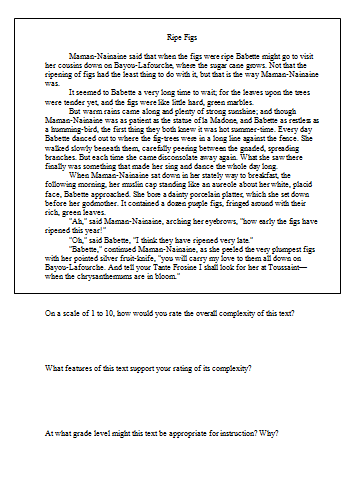 Ripe Figs
Maman-Nainaine said that when the figs were ripe Babette might go to visit
her cousins down on Bayou-Lafourche, where the sugar cane grows. Not that the
ripening of figs had the least thing to do with it, but that is the way Maman-Nainaine
was.
It seemed to Babette a very long time to wait; for the leaves upon the trees
were tender yet, and the figs were like little hard, green marbles.
But warm rains came along and plenty of strong sunshine; and though
Maman-Nainaine was as patient as the statue of la Madone, and Babette as restless as
a humming-bird, the first thing they both knew it was hot summer-time. Every day
Babette danced out to where the fig-trees were in a long line against the fence. She
walked slowly beneath them, carefully peering between the gnarled, spreading
branches. But each time she came disconsolate away again. What she saw there
finally was something that made her sing and dance the whole day long.
When Maman-Nainaine sat down in her stately way to breakfast, the
following morning, her muslin cap standing like an aureole about her white, placid
face, Babette approached. She bore a dainty porcelain platter, which she set down
before her godmother. It contained a dozen purple figs, fringed around with their
rich, green leaves.
"Ah," said Maman-Nainaine, arching her eyebrows, "how early the figs have
ripened this year!"
"Oh," said Babette, "I think they have ripened very late."
"Babette," continued Maman-Nainaine, as she peeled the very plumpest figs
with her pointed silver fruit-knife, "you will carry my love to them all down on
Bayou-Lafourche. And tell your Tante Frosine I shall look for her at Toussaint—
when the chrysanthemums are in bloom."
On a scale of 1 to 10, how would you rate the overall complexity of this text?
What features of this text support your rating of its complexity?
At what grade level might this text be appropriate for instruction? Why?